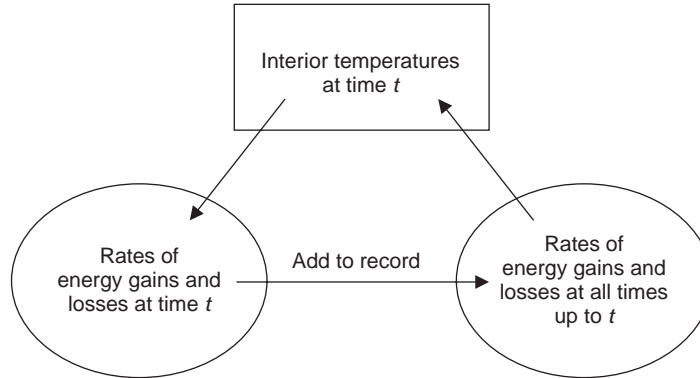 Interior temperatures
at time t
Rates of
energy gains and
losses at time t
Add to record
Rates of
energy gains and
losses at all times
up to t